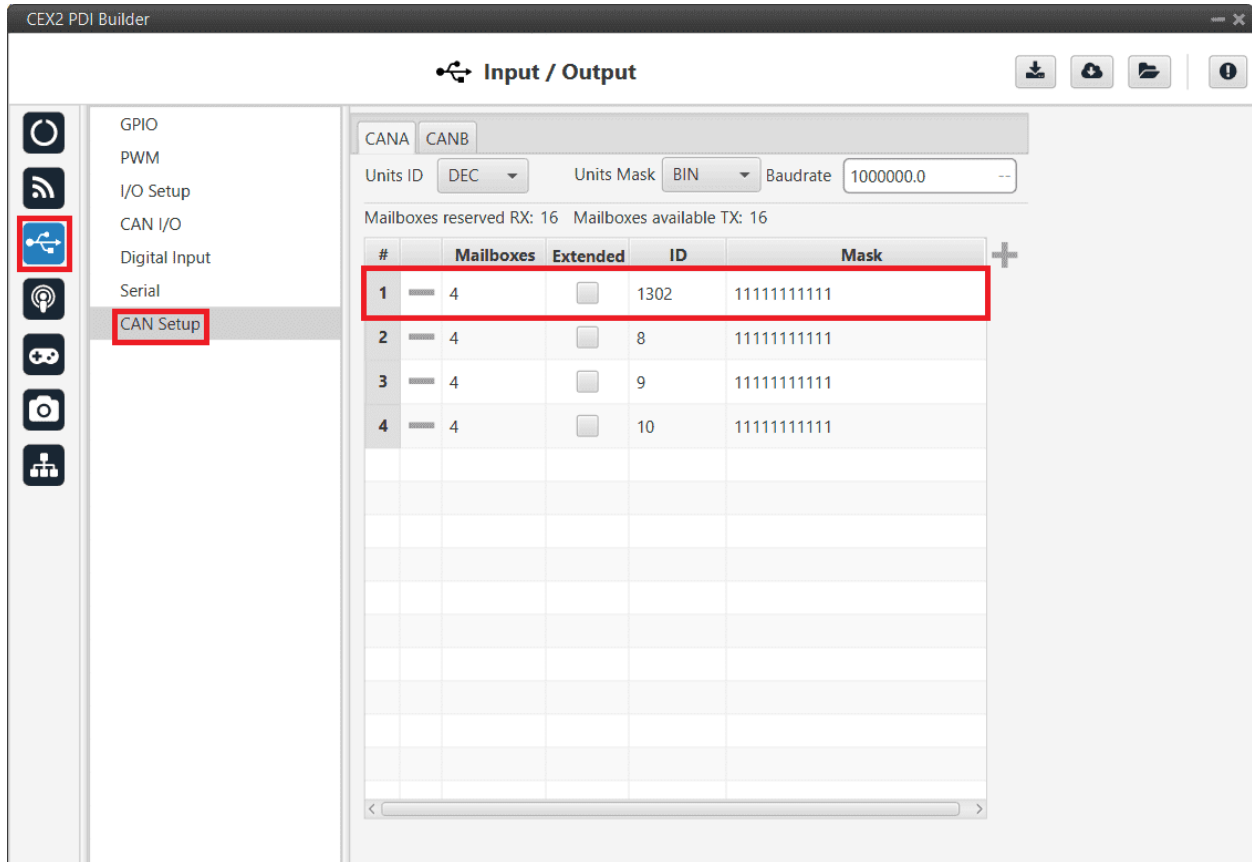 CEX2 PDI Builder
Input / Output
GPIO
PWM
I/O Setup
CAN I/O
Digital Input
Serial
CAN Setup
CANA CANB
Units ID DEC Units Mask BIN Baudrate 1000000.0 --
Mailboxes reserved RX: 16 Mailboxes available TX: 16
# Mailboxes Extended ID Mask
1 4 1302 11111111111
2 4 8 11111111111
3 4 9 11111111111
4 4 10 11111111111